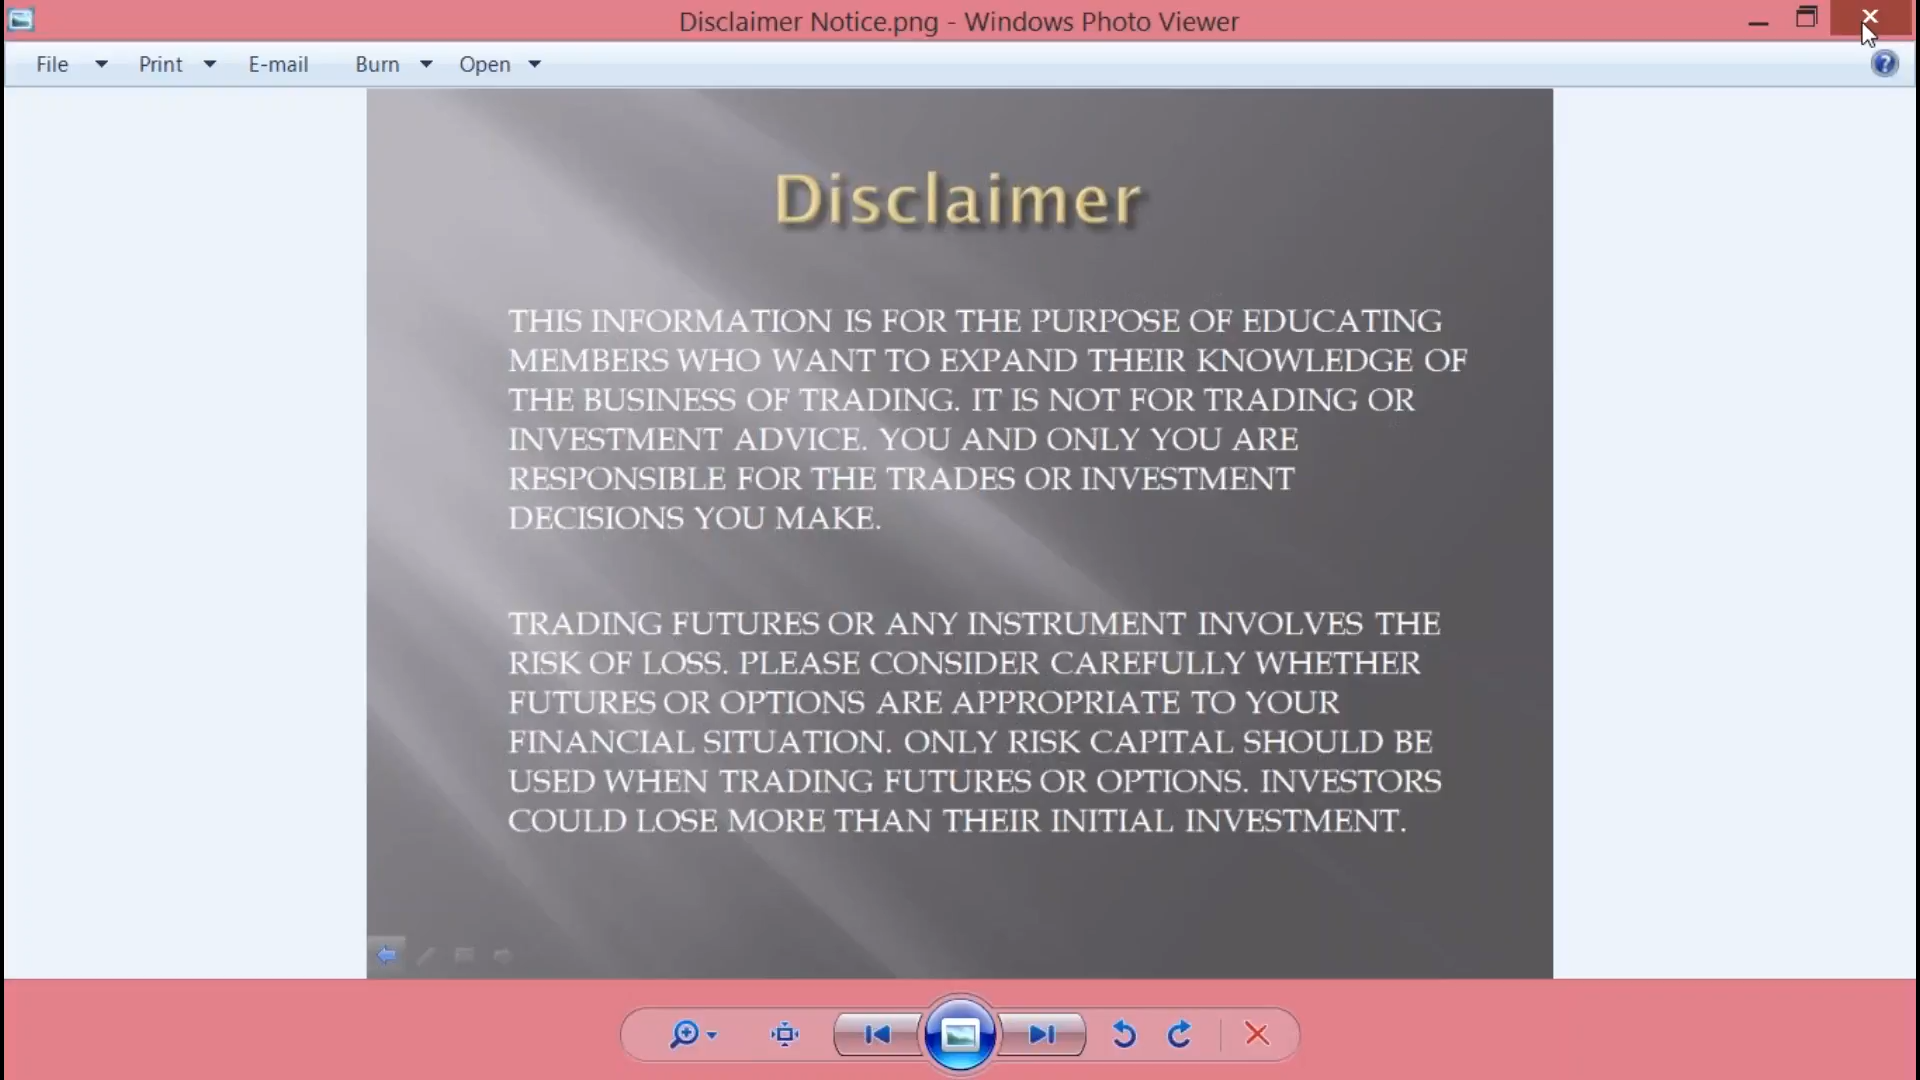 Disclaimer Notice.png - Windows Photo Viewer
File Print E-mail Burn Open
Disclaimer
THIS INFORMATION IS FOR THE PURPOSE OF EDUCATING
MEMBERS WHO WANT TO EXPAND THEIR KNOWLEDGE OF
THE BUSINESS OF TRADING. IT IS NOT FOR TRADING OR
INVESTMENT ADVICE. YOU AND ONLY YOU ARE
RESPONSIBLE FOR THE TRADES OR INVESTMENT
DECISIONS YOU MAKE.
TRADING FUTURES OR ANY INSTRUMENT INVOLVES THE
RISK OF LOSS. PLEASE CONSIDER CAREFULLY WHETHER
FUTURES OR OPTIONS ARE APPROPRIATE TO YOUR
FINANCIAL SITUATION. ONLY RISK CAPITAL SHOULD BE
USED WHEN TRADING FUTURES OR OPTIONS. INVESTORS
COULD LOSE MORE THAN THEIR INITIAL INVESTMENT.